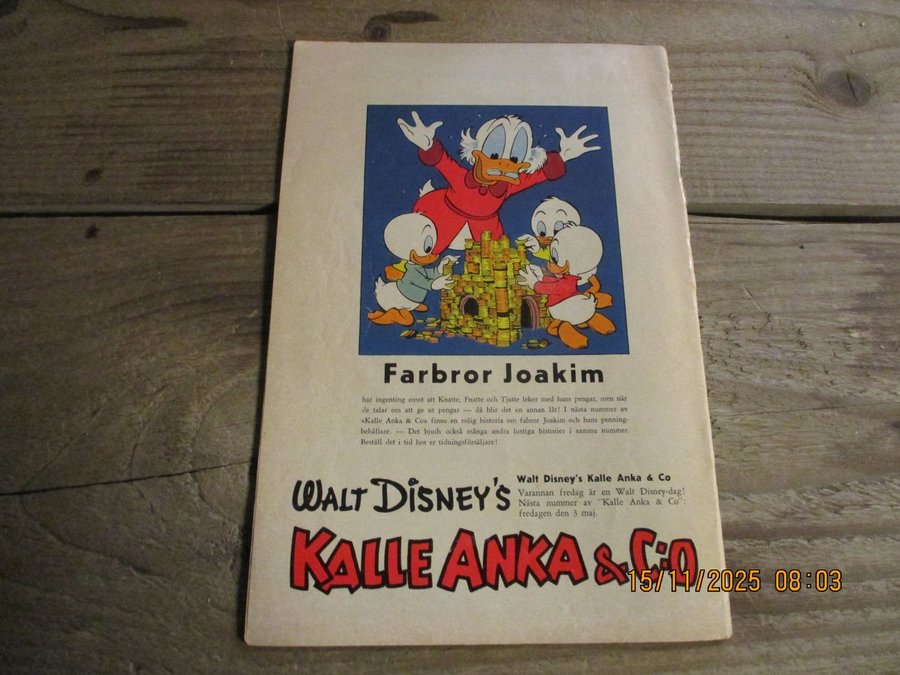 Farbror Joakim
har ingenting emot att Knatte, Fnatte och Tjatte leker med hans pengar, men när
de talar om att ge ut pengar — då blir det en annan låt! I nästa nummer av
»Kalle Anka & Co» finns en rolig historia om fabror Joakim och hans penning-
behållare. — Det bjuds också många andra lustiga historier i samma nummer.
Beställ det i tid hos er tidningsförsäljare!
WALT DISNEY'S
Walt Disney's Kalle Anka & Co
Varannan fredag är en Walt Disney-dag!
Nästa nummer av "Kalle Anka & Co":
fredagen den 3 maj.
KALLE ANKA & C:O
15/11/2025 08:03